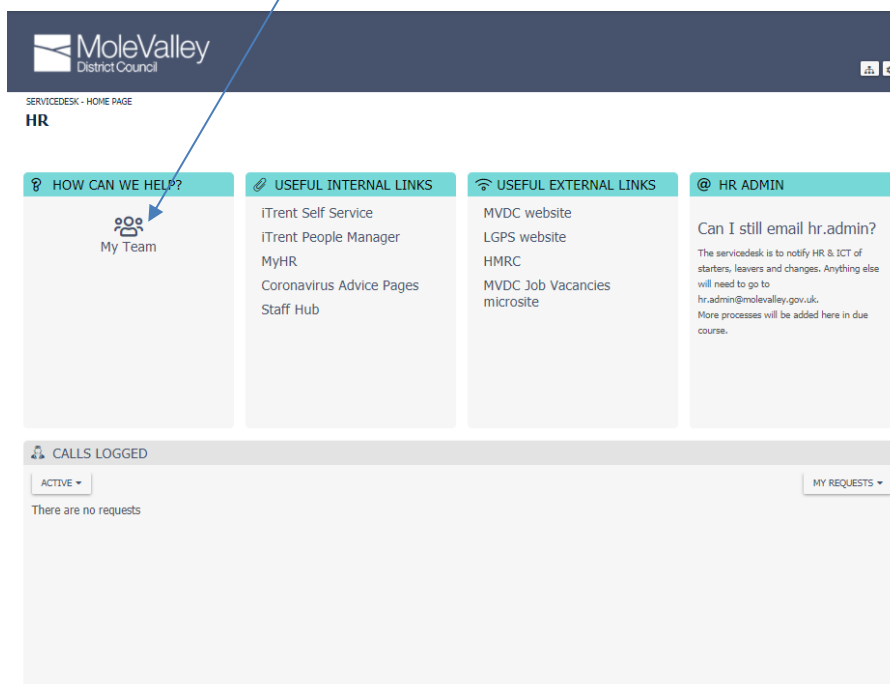 MoleValley
District Council
SERVICEDESK - HOME PAGE
HR
HOW CAN WE HELP?
My Team
USEFUL INTERNAL LINKS
iTrent Self Service
iTrent People Manager
MyHR
Coronavirus Advice Pages
Staff Hub
USEFUL EXTERNAL LINKS
MVDC website
LGPS website
HMRC
MVDC Job Vacancies
microsite
@ HR ADMIN
Can I still email hr.admin?
The servicedesk is to notify HR & ICT of
starters, leavers and changes. Anything else
will need to go to
hr.admin@molevalley.gov.uk.
More processes will be added here in due
course.
CALLS LOGGED
ACTIVE
MY REQUESTS
There are no requests